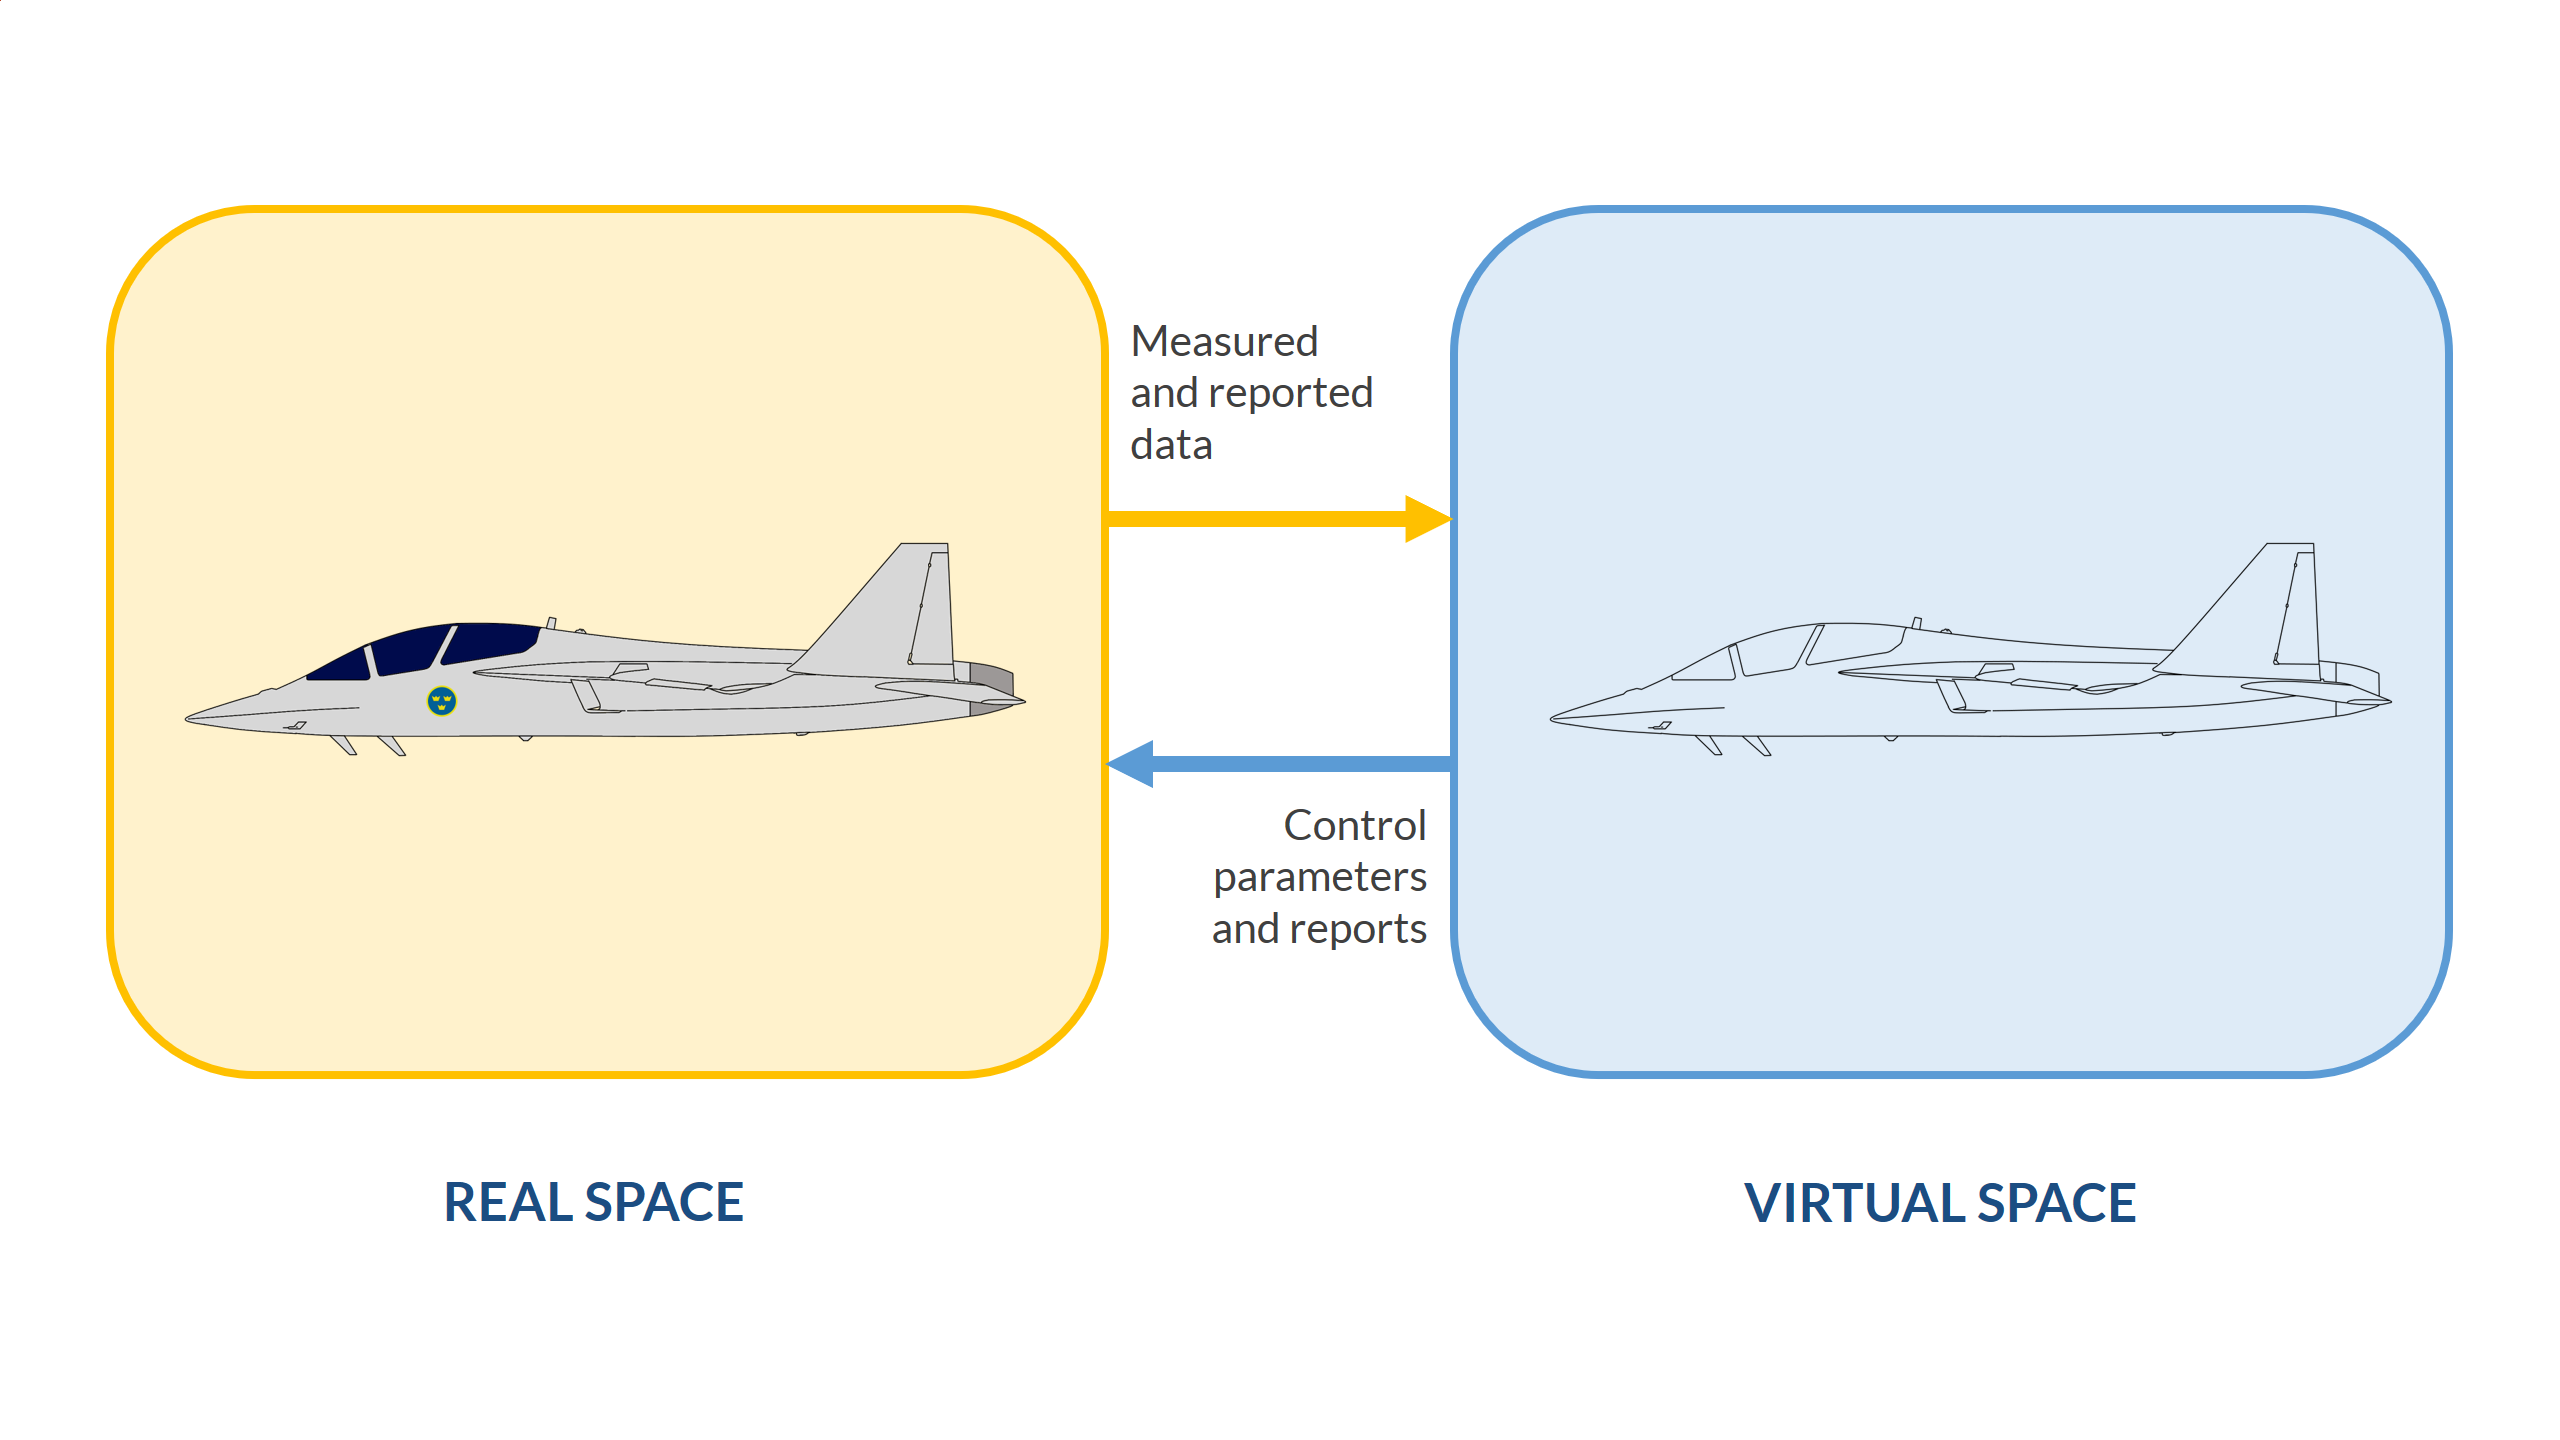 Measured
and reported
data
Control
parameters
and reports
REAL SPACE
VIRTUAL SPACE